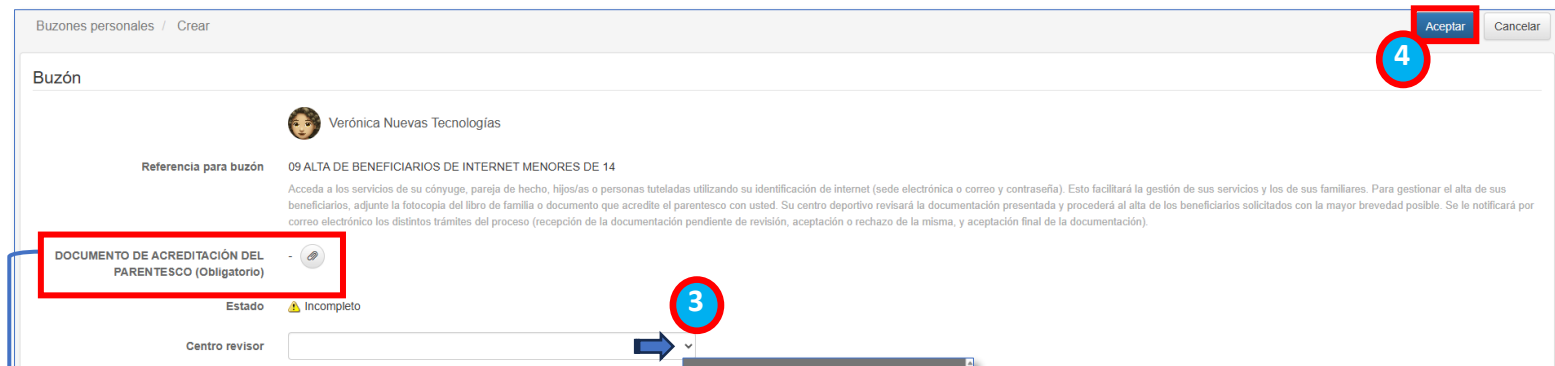 Buzones personales / Crear
Aceptar
Cancelar
4
Buzón
Verónica Nuevas Tecnologías
Referencia para buzón
09 ALTA DE BENEFICIARIOS DE INTERNET MENORES DE 14
Acceda a los servicios de su cónyuge, pareja de hecho, hijos/as o personas tuteladas utilizando su identificación de internet (sede electrónica o correo y contraseña). Esto facilitará la gestión de sus servicios y los de sus familiares. Para gestionar el alta de sus
beneficiarios, adjunte la fotocopia del libro de familia o documento que acredite el parentesco con usted. Su centro deportivo revisará la documentación presentada y procederá al alta de los beneficiarios solicitados con la mayor brevedad posible. Se le notificará por
correo electrónico los distintos trámites del proceso (recepción de la documentación pendiente de revisión, aceptación o rechazo de la misma, y aceptación final de la documentación).
DOCUMENTO DE ACREDITACIÓN DEL
PARENTESCO (Obligatorio)
-
Estado
Incompleto
3
Centro revisor